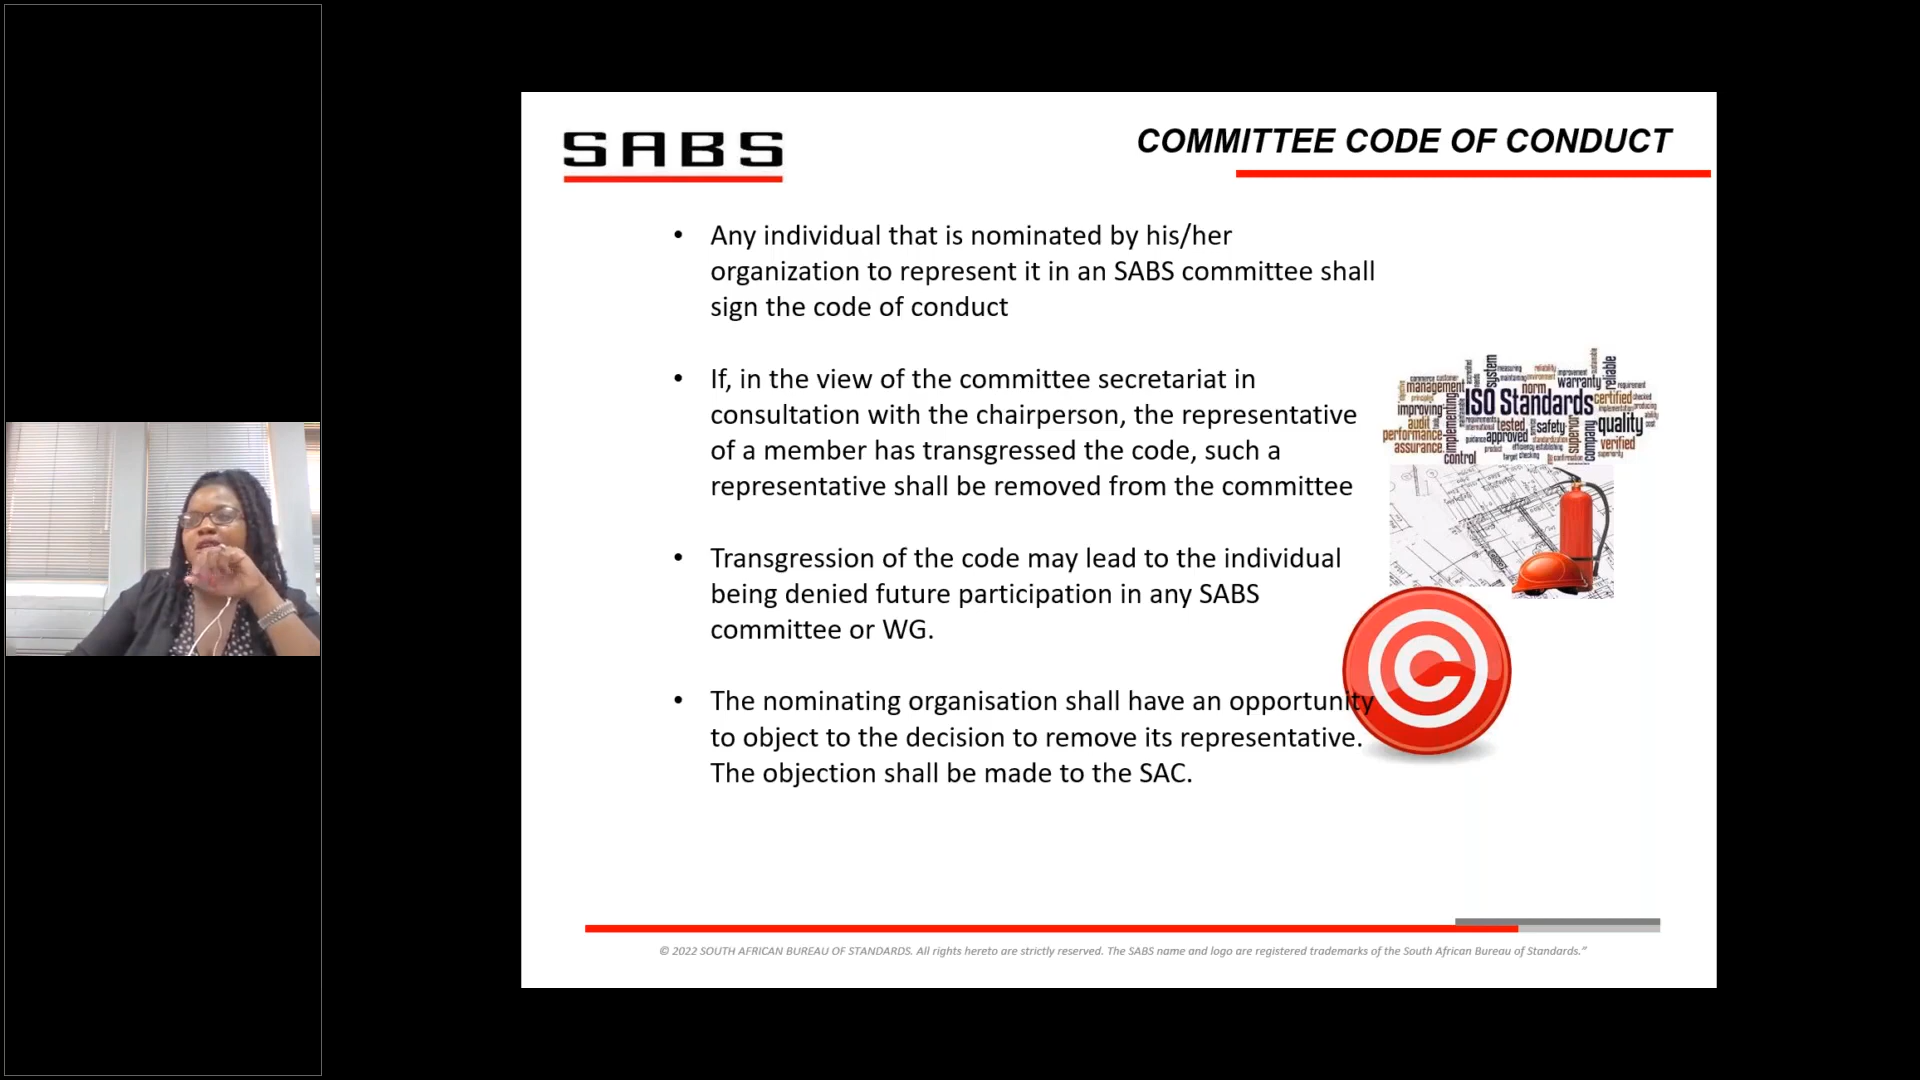 SABS
COMMITTEE CODE OF CONDUCT
• Any individual that is nominated by his/her
organization to represent it in an SABS committee shall
sign the code of conduct
• If, in the view of the committee secretariat in
consultation with the chairperson, the representative
of a member has transgressed the code, such a
representative shall be removed from the committee
• Transgression of the code may lead to the individual
being denied future participation in any SABS
committee or WG.
• The nominating organisation shall have an opportunity
to object to the decision to remove its representative.
The objection shall be made to the SAC.
system
reliable
management
norm
warranty
improving
implementing
ISO Standards
certified
audit
tested
safety
superior
company
quality
performance
approved
verified
assurance
control
© 2022 SOUTH AFRICAN BUREAU OF STANDARDS. All rights hereto are strictly reserved. The SABS name and logo are registered trademarks of the South African Bureau of Standards.”